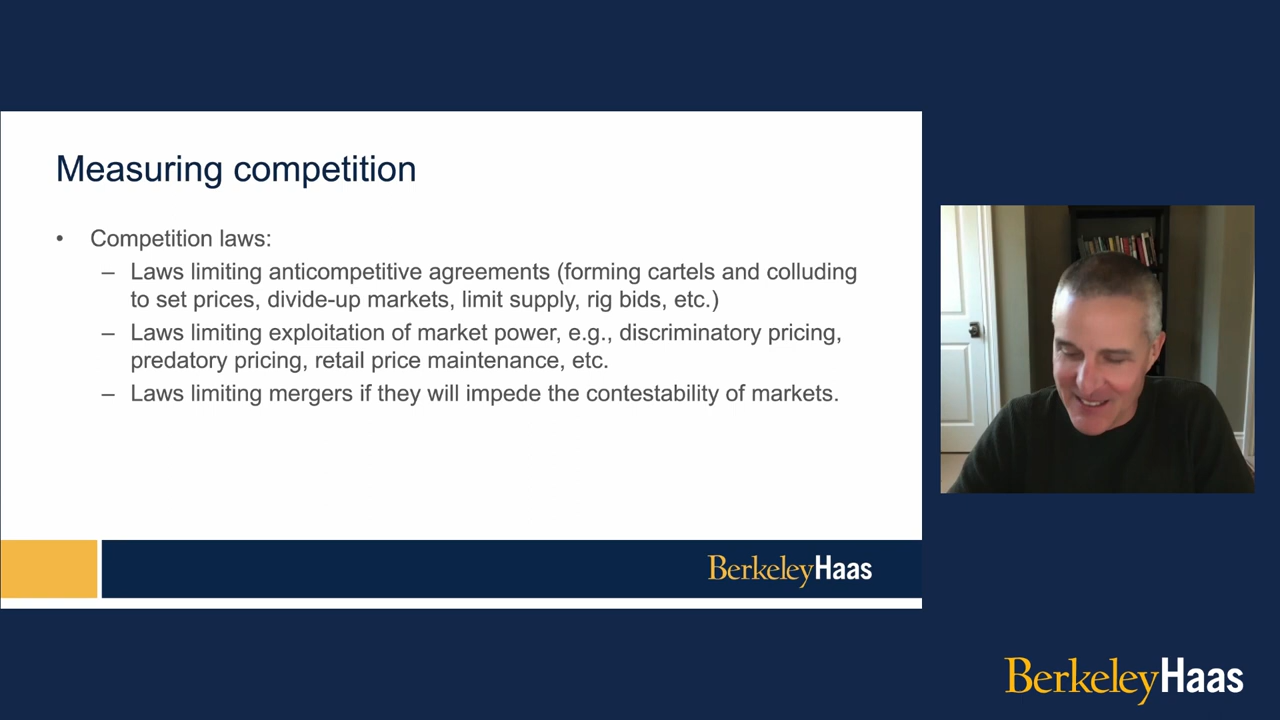 Measuring competition
• Competition laws:
– Laws limiting anticompetitive agreements (forming cartels and colluding
to set prices, divide-up markets, limit supply, rig bids, etc.)
– Laws limiting exploitation of market power, e.g., discriminatory pricing,
predatory pricing, retail price maintenance, etc.
– Laws limiting mergers if they will impede the contestability of markets.
BerkeleyHaas
BerkeleyHaas